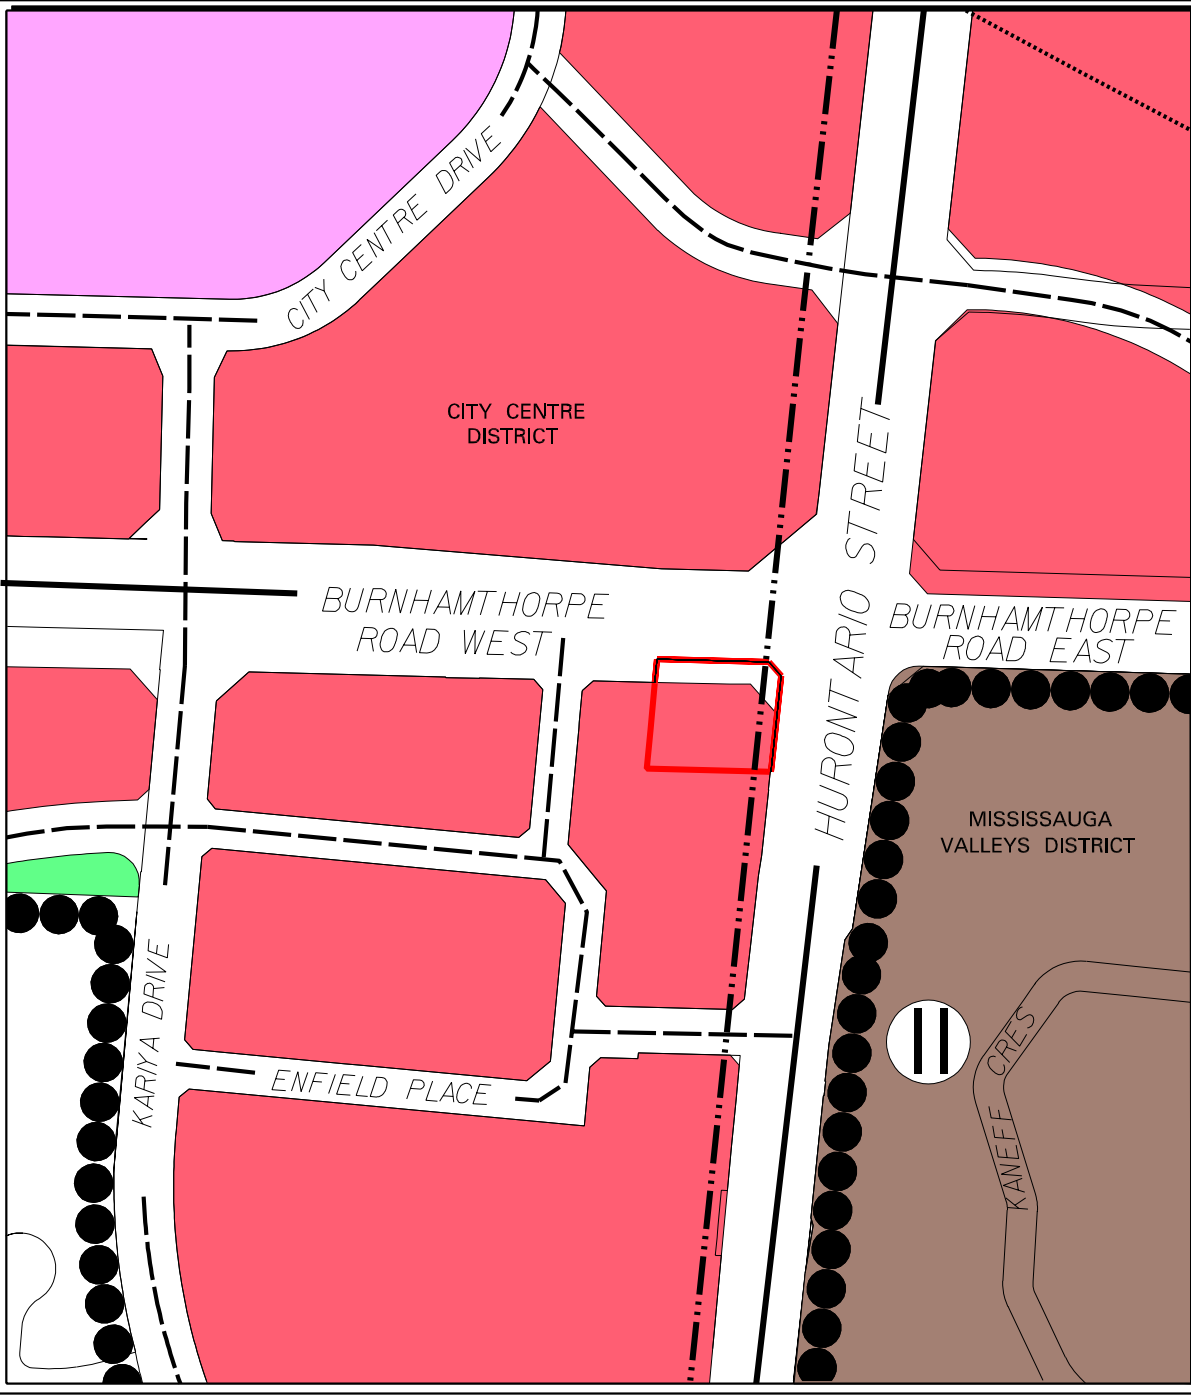 CITY CENTRE DRIVE
CITY CENTRE
DISTRICT
HURONTARIO STREET
BURNHAMTHORPE
ROAD WEST
BURNHAMTHORPE
ROAD EAST
MISSISSAUGA
VALLEYS DISTRICT
KARIYA DRIVE
ENFIELD PLACE
KANEFF CRES